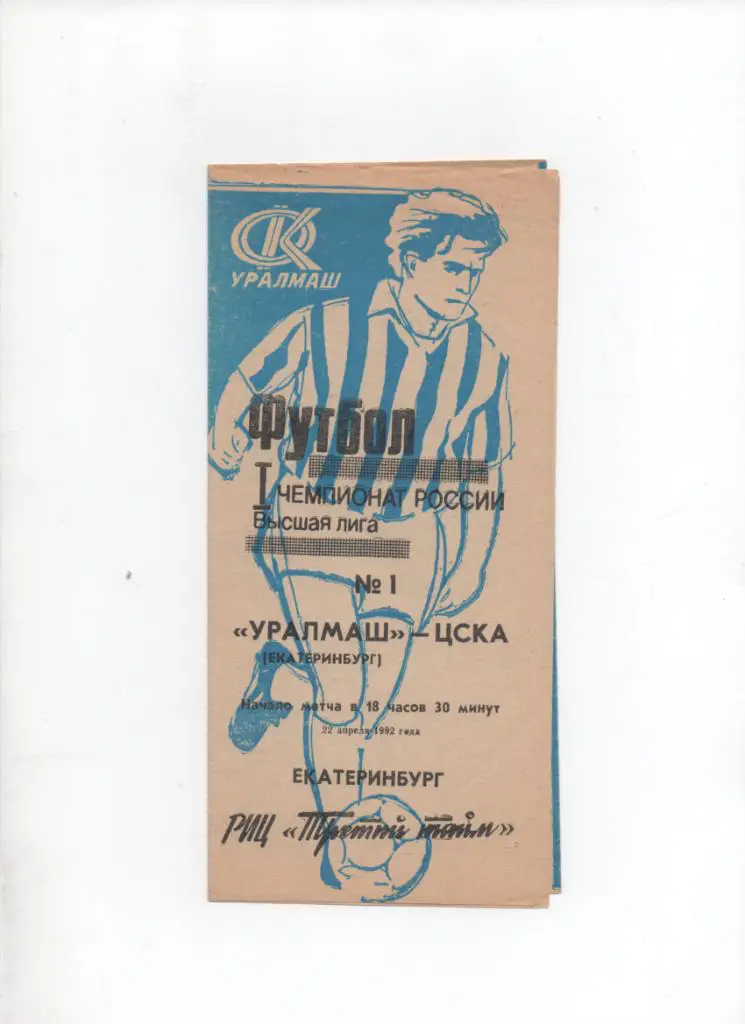 ФК
УРАЛМАШ
Футбол
I ЧЕМПИОНАТ РОССИИ
Высшая лига
№ 1
«УРАЛМАШ» – ЦСКА
(ЕКАТЕРИНБУРГ)
Начало матча в 18 часов 30 минут
22 апреля 1992 года
ЕКАТЕРИНБУРГ
РИЦ «Третий тайм»